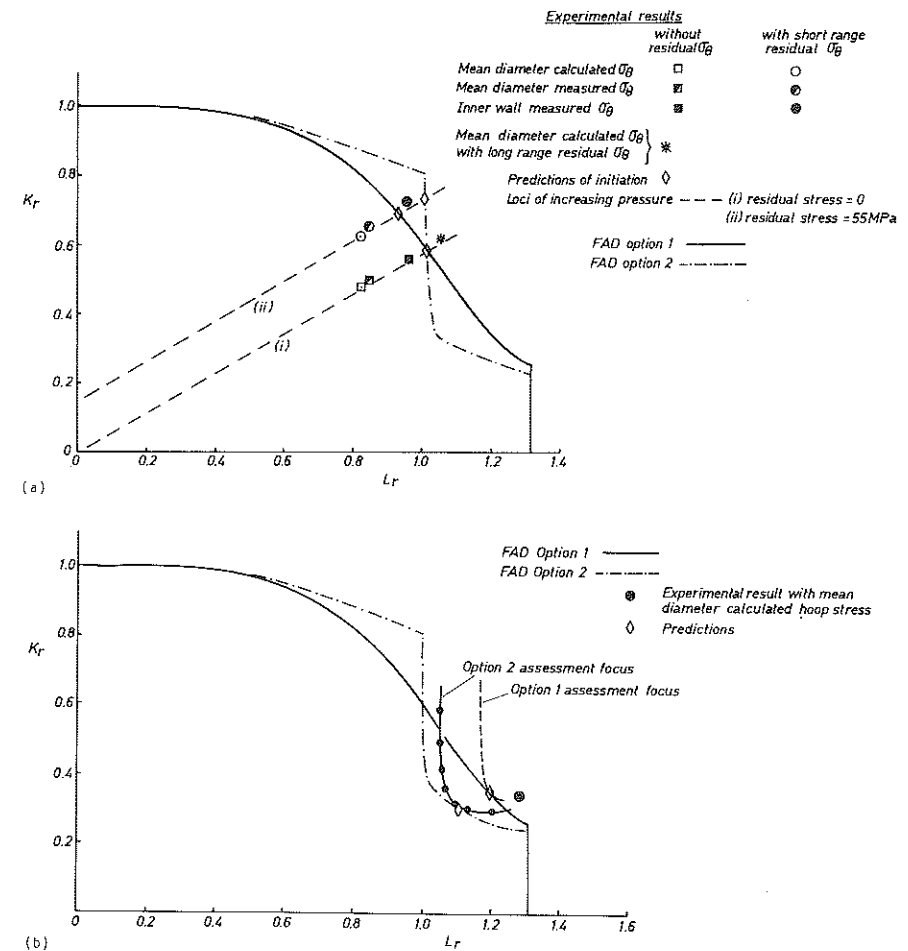 Experimental results
without residual σθ
with short range residual σθ
Mean diameter calculated σθ
Mean diameter measured σθ
Inner wall measured σθ
Mean diameter calculated σθ
with long range residual σθ
Predictions of initiation
Loci of increasing pressure (i) residual stress = 0
(ii) residual stress = 55MPa
FAD option 1
FAD option 2
1.0
0.8
Kr
0.6
0.4
0.2
0
(ii)
(i)
0 0.2 0.4 0.6 0.8 1.0 1.2 1.4
Lr
(a)
FAD Option 1
FAD Option 2
Experimental result with mean
diameter calculated hoop stress
Predictions
1.0
0.8
Kr
0.6
0.4
0.2
Option 2 assessment focus
Option 1 assessment focus
0 0.2 0.4 0.6 0.8 1.0 1.2 1.4 1.6
Lr
(b)